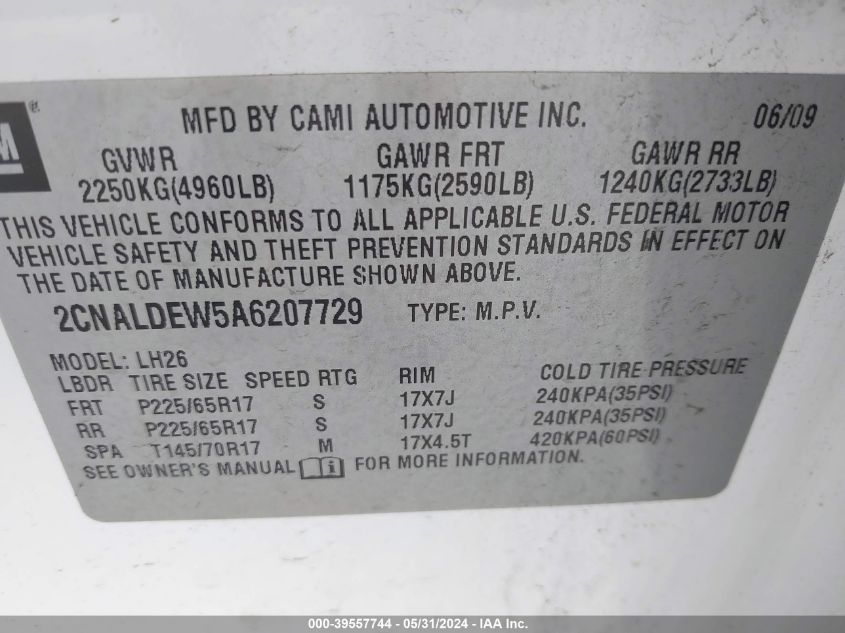 M ®
MFD BY CAMI AUTOMOTIVE INC. 06/09
GVWR GAWR FRT GAWR RR
2250KG(4960LB) 1175KG(2590LB) 1240KG(2733LB)
THIS VEHICLE CONFORMS TO ALL APPLICABLE U.S. FEDERAL MOTOR
VEHICLE SAFETY AND THEFT PREVENTION STANDARDS IN EFFECT ON
THE DATE OF MANUFACTURE SHOWN ABOVE.
2CNALDEW5A6207729 TYPE: M.P.V.
MODEL: LH26
LBDR TIRE SIZE SPEED RTG RIM COLD TIRE PRESSURE
FRT P225/65R17 S 17X7J 240KPA(35PSI)
RR P225/65R17 S 17X7J 240KPA(35PSI)
SPA T145/70R17 M 17X4.5T 420KPA(60PSI)
SEE OWNER'S MANUAL i FOR MORE INFORMATION.
000-39557744 - 05/31/2024 - IAA Inc.